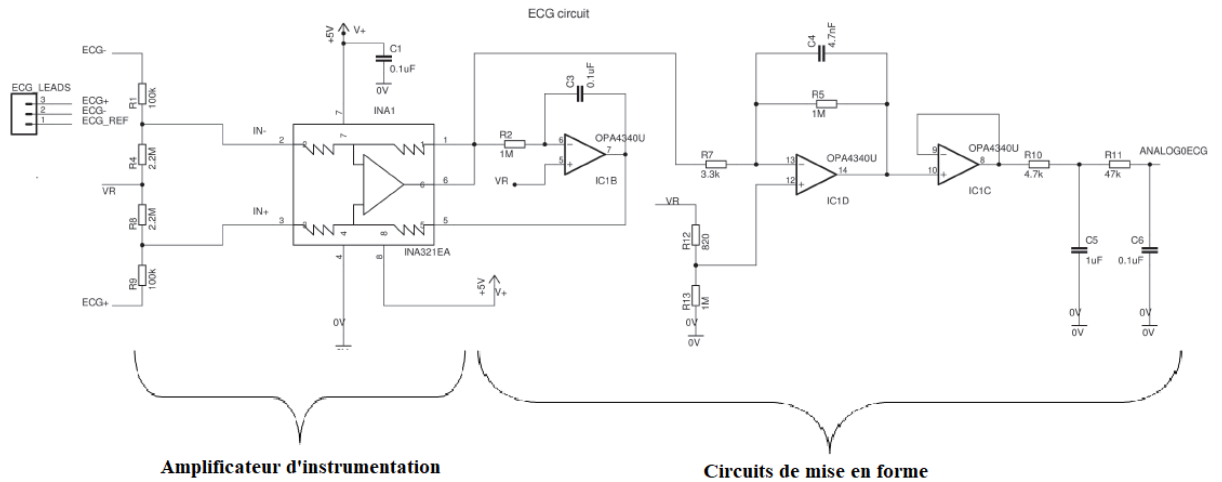 ECG circuit
ECG-
ECG_LEADS
3 ECG+
2 ECG-
1 ECG_REF
R1
100k
R4
2.2M
VR
R8
2.2M
R9
100k
ECG+
+5V
V+
C1
0.1uF
0V
INA1
7
IN-
2
7
1
6
6
IN+
3
4
8
5
INA321EA
4
8
0V
0V
+5V
V+
R2
1M
C3
0.1uF
OPA4340U
6
5
7
VR
IC1B
C4
4.7nF
R5
1M
R7
3.3k
OPA4340U
13
12
14
IC1D
VR
R12
820
R13
1M
0V
0V
OPA4340U
9
10
8
IC1C
R10
4.7k
R11
47k
ANALOG0ECG
C5
1uF
C6
0.1uF
0V
0V
0V
0V
Amplificateur d'instrumentation
Circuits de mise en forme